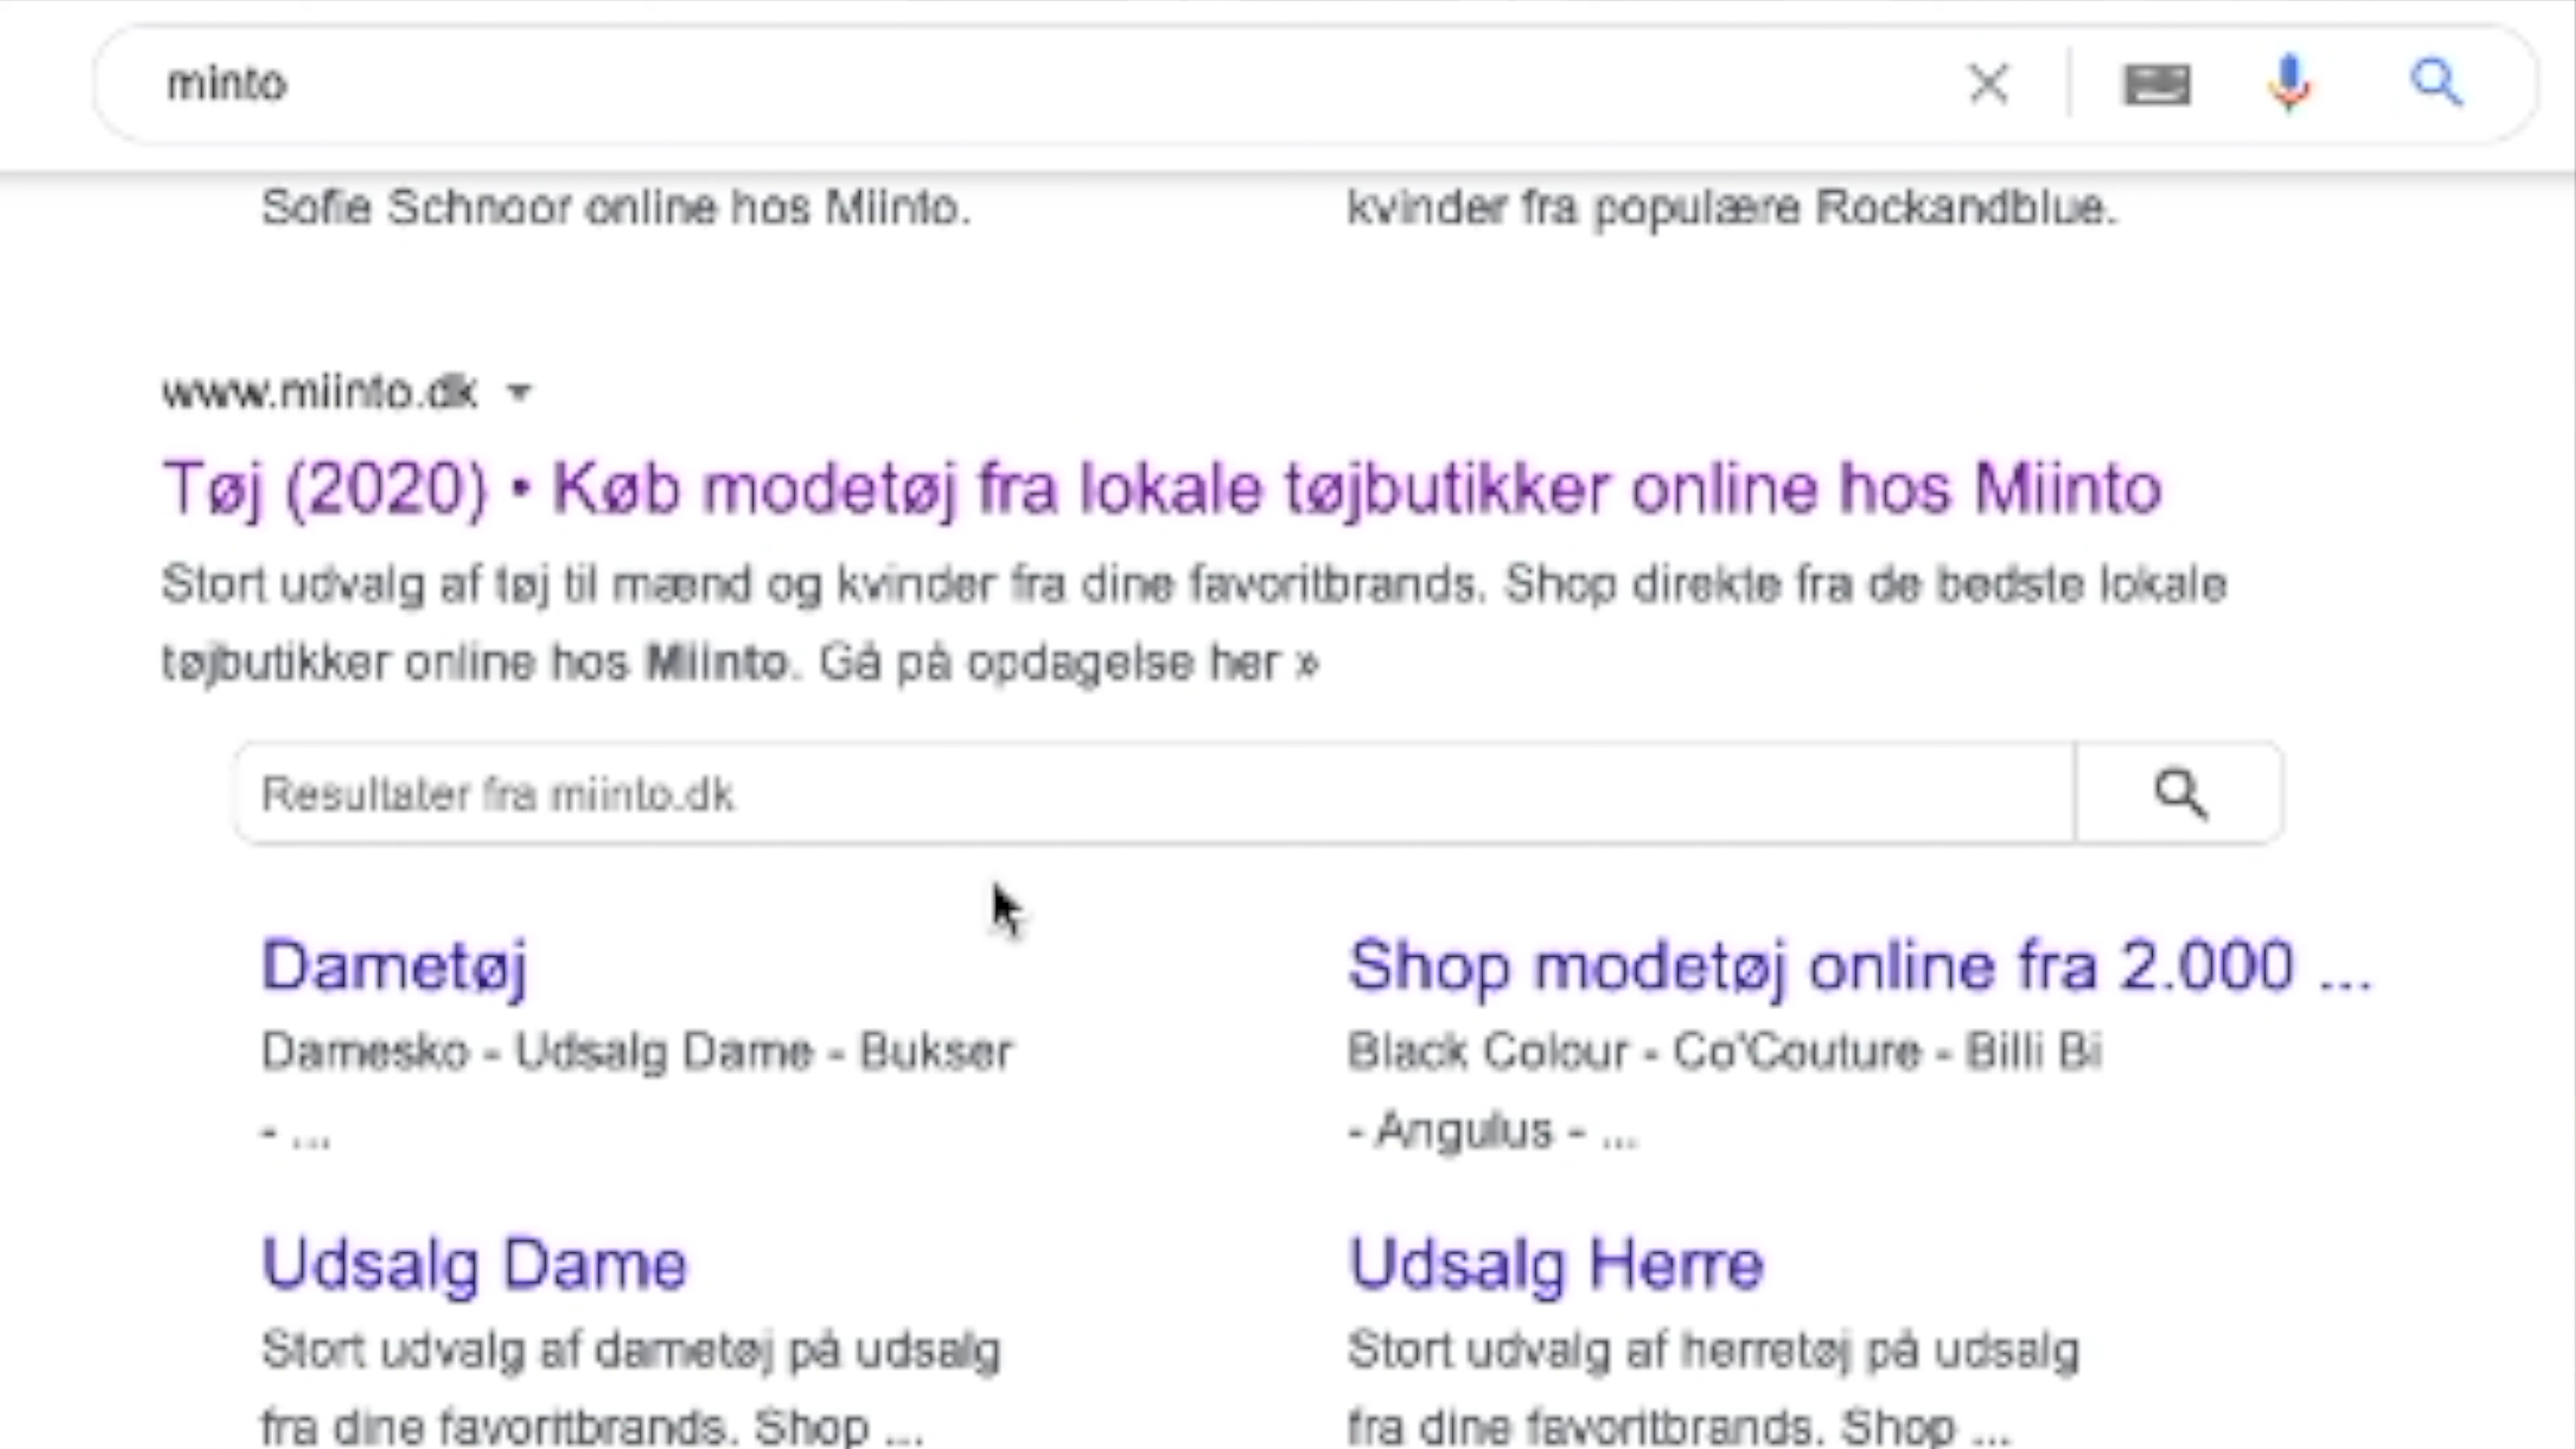 minto
Sofie Schnoor online hos Miinto.
kvinder fra populære Rockandblue.
www.miinto.dk
Tøj (2020) • Køb modetøj fra lokale tøjbutikker online hos Miinto
Stort udvalg af tøj til mænd og kvinder fra dine favoritbrands. Shop direkte fra de bedste lokale
tøjbutikker online hos Miinto. Gå på opdagelse her »
Resultater fra miinto.dk
Dametøj
Damesko - Udsalg Dame - Bukser
- ...
Shop modetøj online fra 2.000 ...
Black Colour - Co'Couture - Billi Bi
- Angulus - ...
Udsalg Dame
Stort udvalg af dametøj på udsalg
fra dine favoritbrands. Shop ...
Udsalg Herre
Stort udvalg af herretøj på udsalg
fra dine favoritbrands. Shop ...